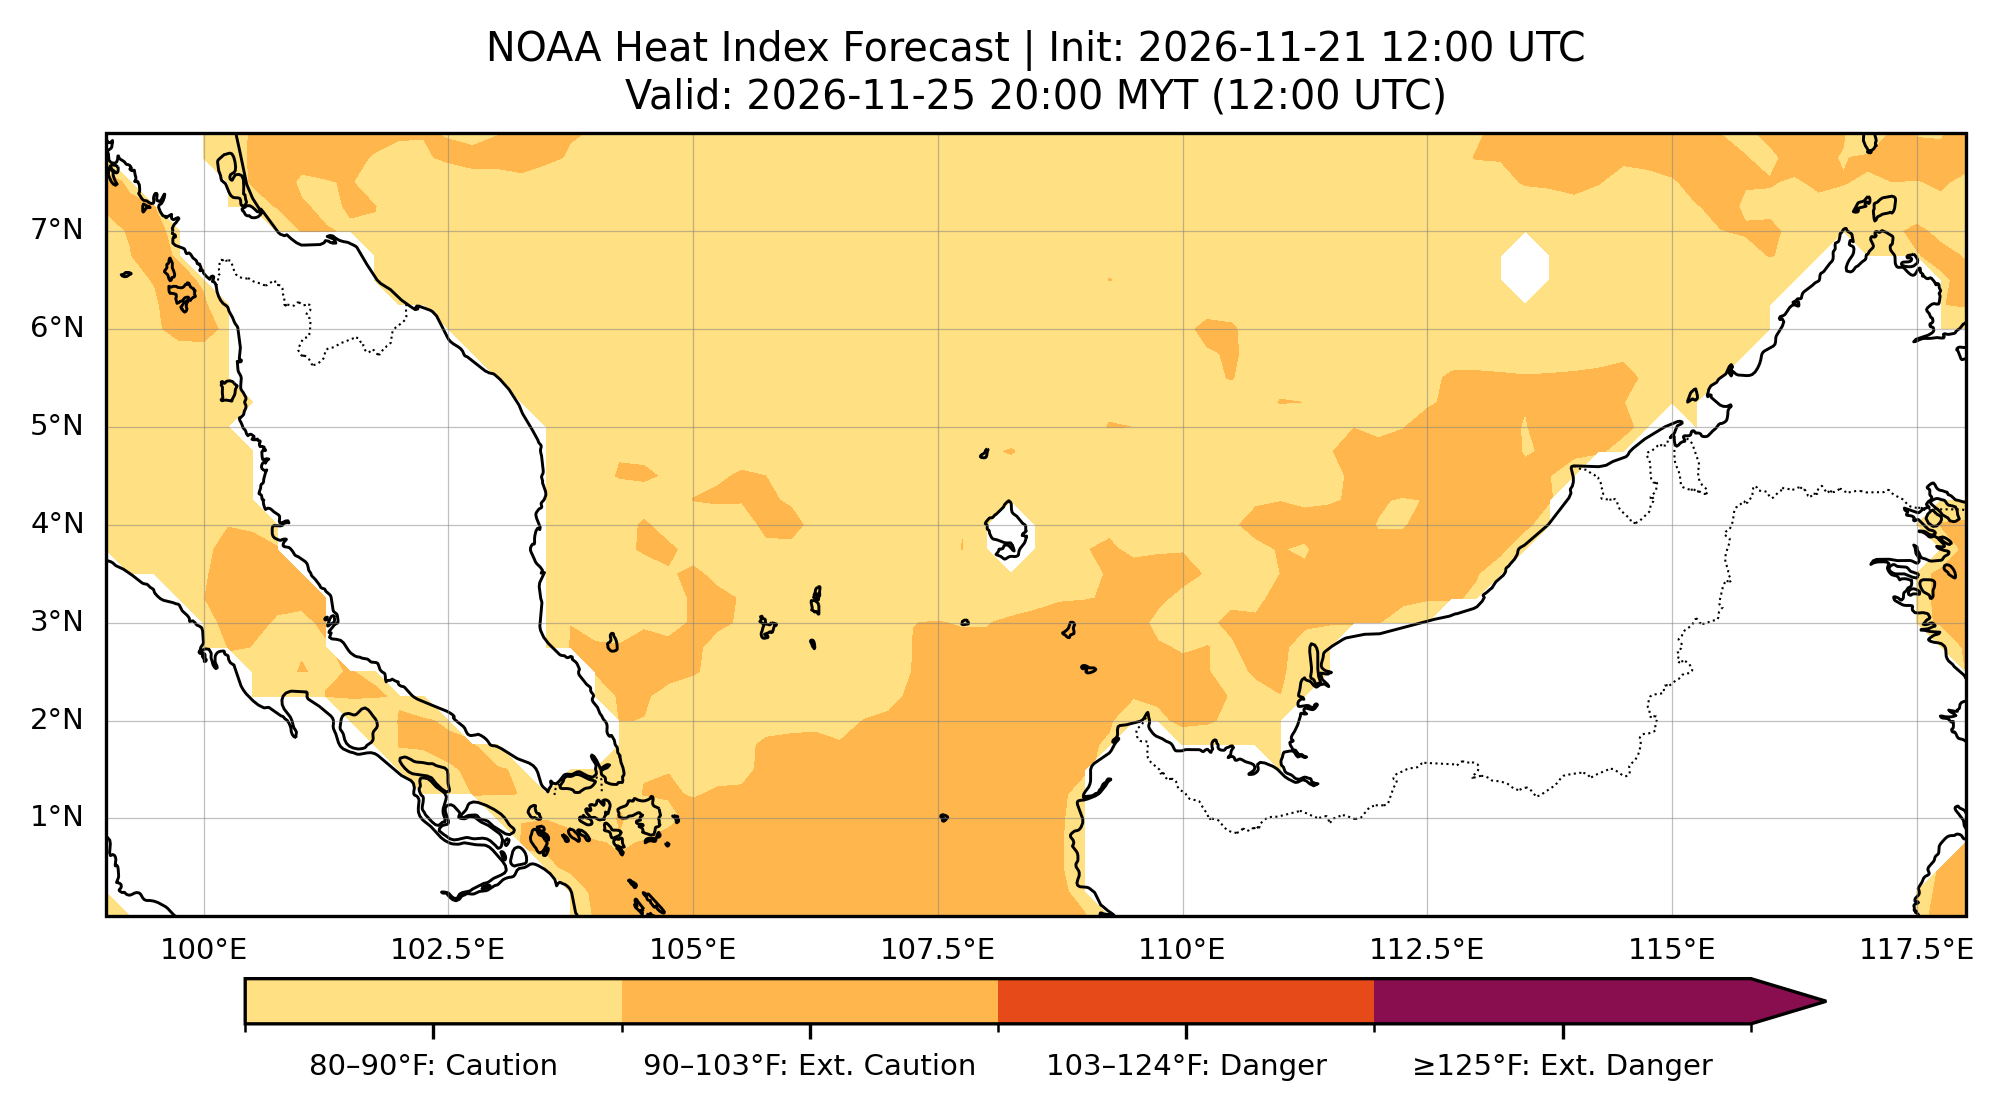 NOAA Heat Index Forecast | Init: 2026-11-21 12:00 UTC
Valid: 2026-11-25 20:00 MYT (12:00 UTC)
7°N
6°N
5°N
4°N
3°N
2°N
1°N
100°E
102.5°E
105°E
107.5°E
110°E
112.5°E
115°E
117.5°E
80–90°F: Caution
90–103°F: Ext. Caution
103–124°F: Danger
≥125°F: Ext. Danger